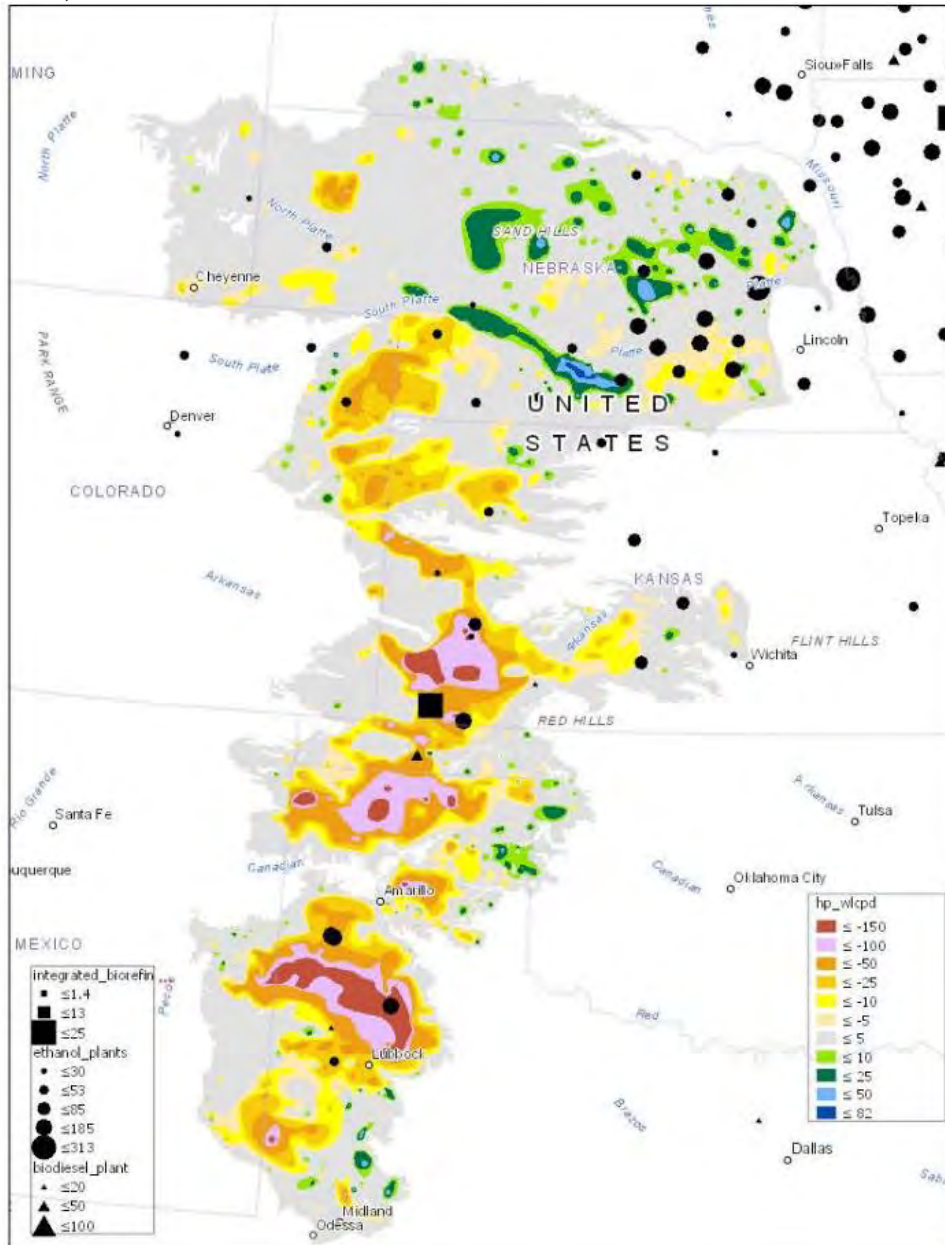 MING
SiouxFalls
North Platte
Missouri
North Platte
SAND HILLS
NEBRASKA
Cheyenne
Platte
South Platte
Lincoln
Platte
PARK RANGE
South Platte
UNITED
STATES
Denver
COLORADO
Topeka
Arkansas
KANSAS
Arkansas
FLINT HILLS
Wichita
RED HILLS
Rio Grande
Santa Fe
Arkansas
Tulsa
Canadian
Canadian
uquerque
Amarillo
Oklahoma City
MEXICO
Pecos
Red
Lubbock
Brazos
Dallas
Sab
Midland
Odessa
integrated_biorefin
≤1.4
≤13
≤25
ethanol_plants
≤30
≤53
≤85
≤185
≤313
biodiesel_plant
≤20
≤50
≤100
hp_wlcpd
≤ -150
≤ -100
≤ -50
≤ -25
≤ -10
≤ -5
≤ 5
≤ 10
≤ 25
≤ 50
≤ 82